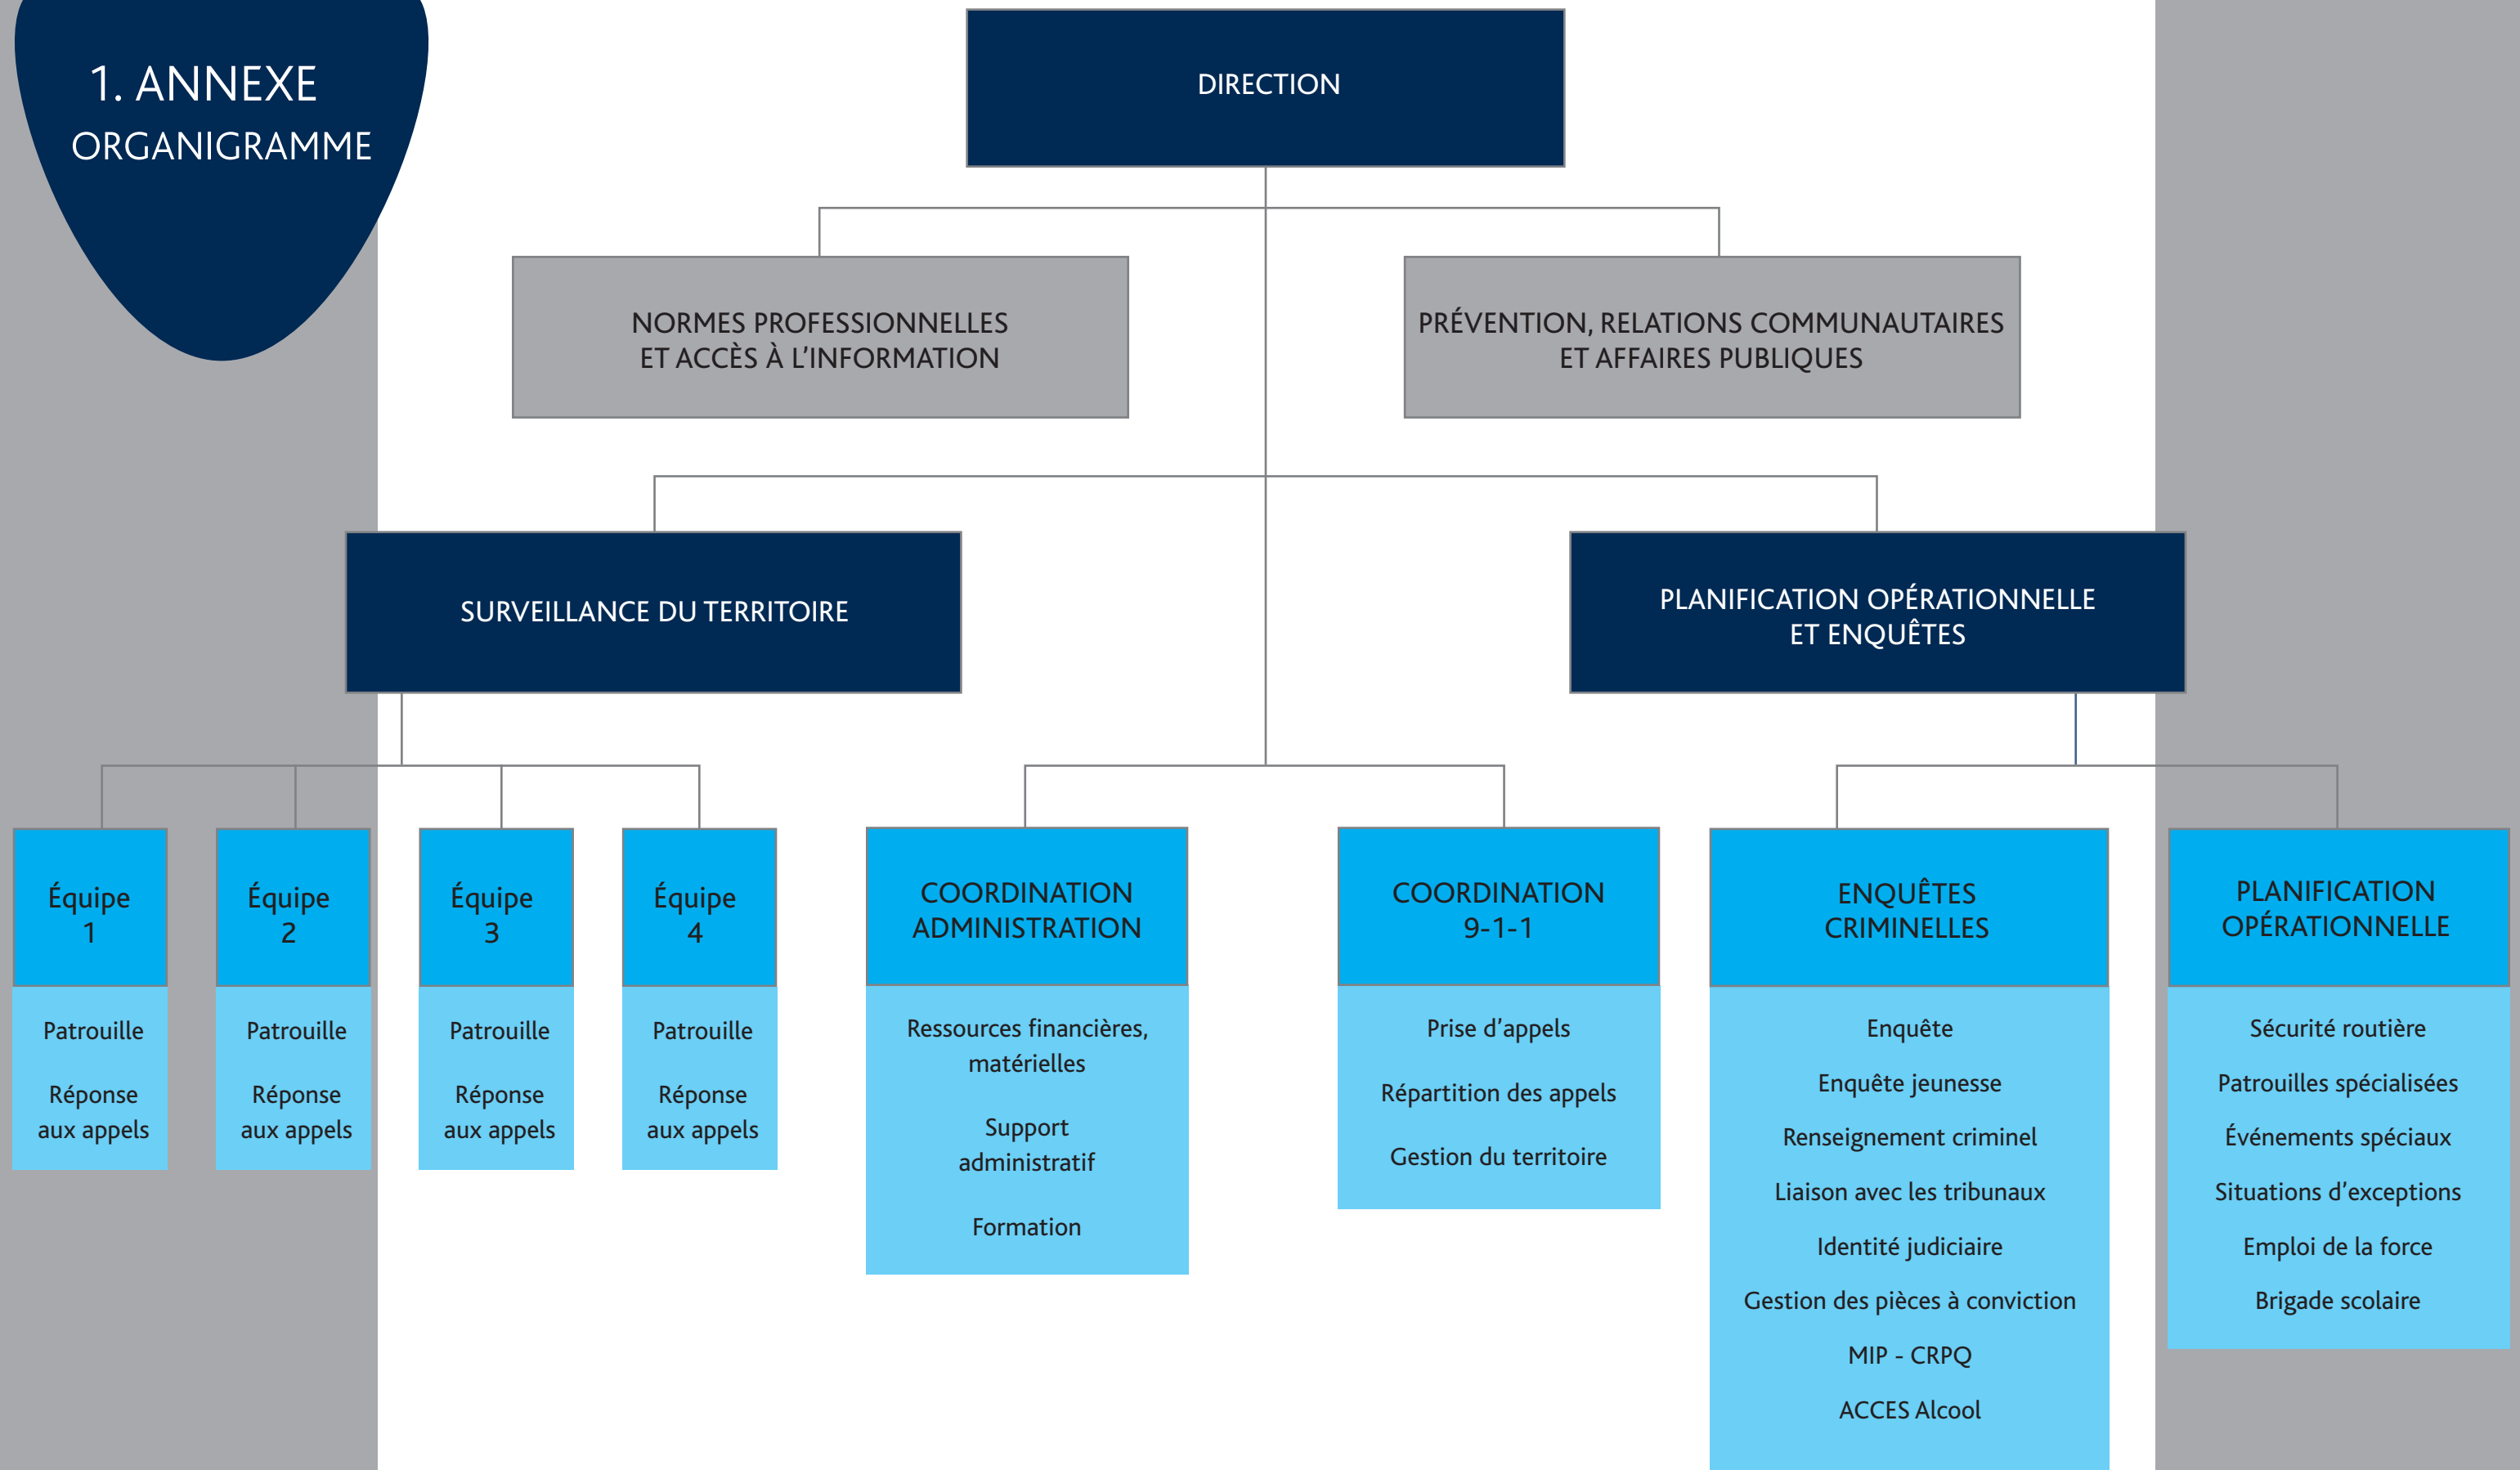 1. ANNEXE
ORGANIGRAMME
DIRECTION
NORMES PROFESSIONNELLES
ET ACCÈS À L’INFORMATION
PRÉVENTION, RELATIONS COMMUNAUTAIRES
ET AFFAIRES PUBLIQUES
SURVEILLANCE DU TERRITOIRE
PLANIFICATION OPÉRATIONNELLE
ET ENQUÊTES
Équipe
1
Patrouille
Réponse
aux appels
Équipe
2
Patrouille
Réponse
aux appels
Équipe
3
Patrouille
Réponse
aux appels
Équipe
4
Patrouille
Réponse
aux appels
COORDINATION
ADMINISTRATION
Ressources financières,
matérielles
Support
administratif
Formation
COORDINATION
9-1-1
Prise d’appels
Répartition des appels
Gestion du territoire
ENQUÊTES
CRIMINELLES
Enquête
Enquête jeunesse
Renseignement criminel
Liaison avec les tribunaux
Identité judiciaire
Gestion des pièces à conviction
MIP - CRPQ
ACCES Alcool
PLANIFICATION
OPÉRATIONNELLE
Sécurité routière
Patrouilles spécialisées
Événements spéciaux
Situations d’exceptions
Emploi de la force
Brigade scolaire